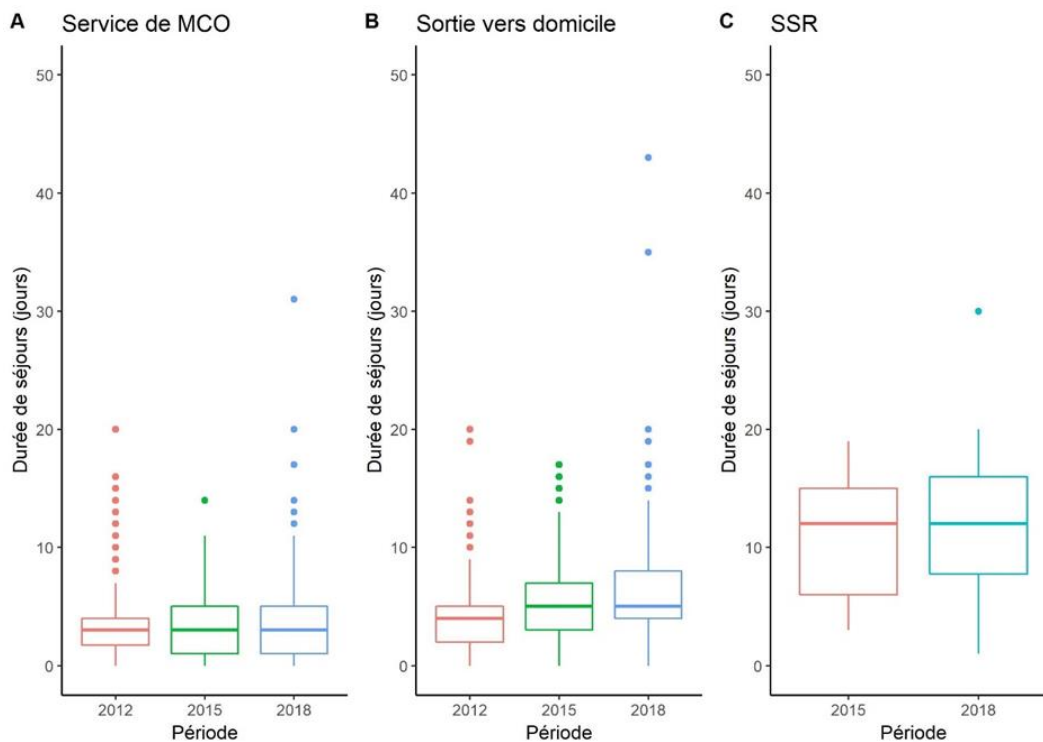 A Service de MCO
50
40
30
20
10
0
Durée de séjours (jours)
2012 2015 2018
Période
B Sortie vers domicile
50
40
30
20
10
0
Durée de séjours (jours)
2012 2015 2018
Période
C SSR
50
40
30
20
10
0
Durée de séjours (jours)
2015 2018
Période